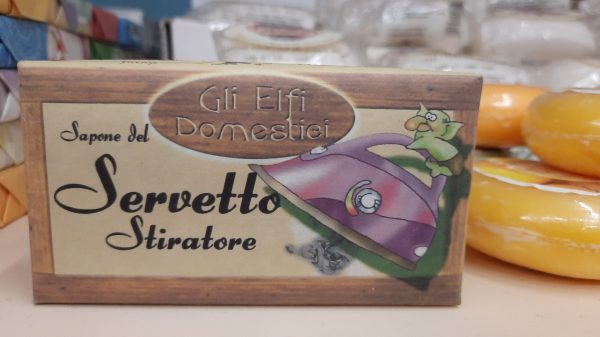 Gli Elfi
Domestici
Sapone del
Servetto
Stiratore